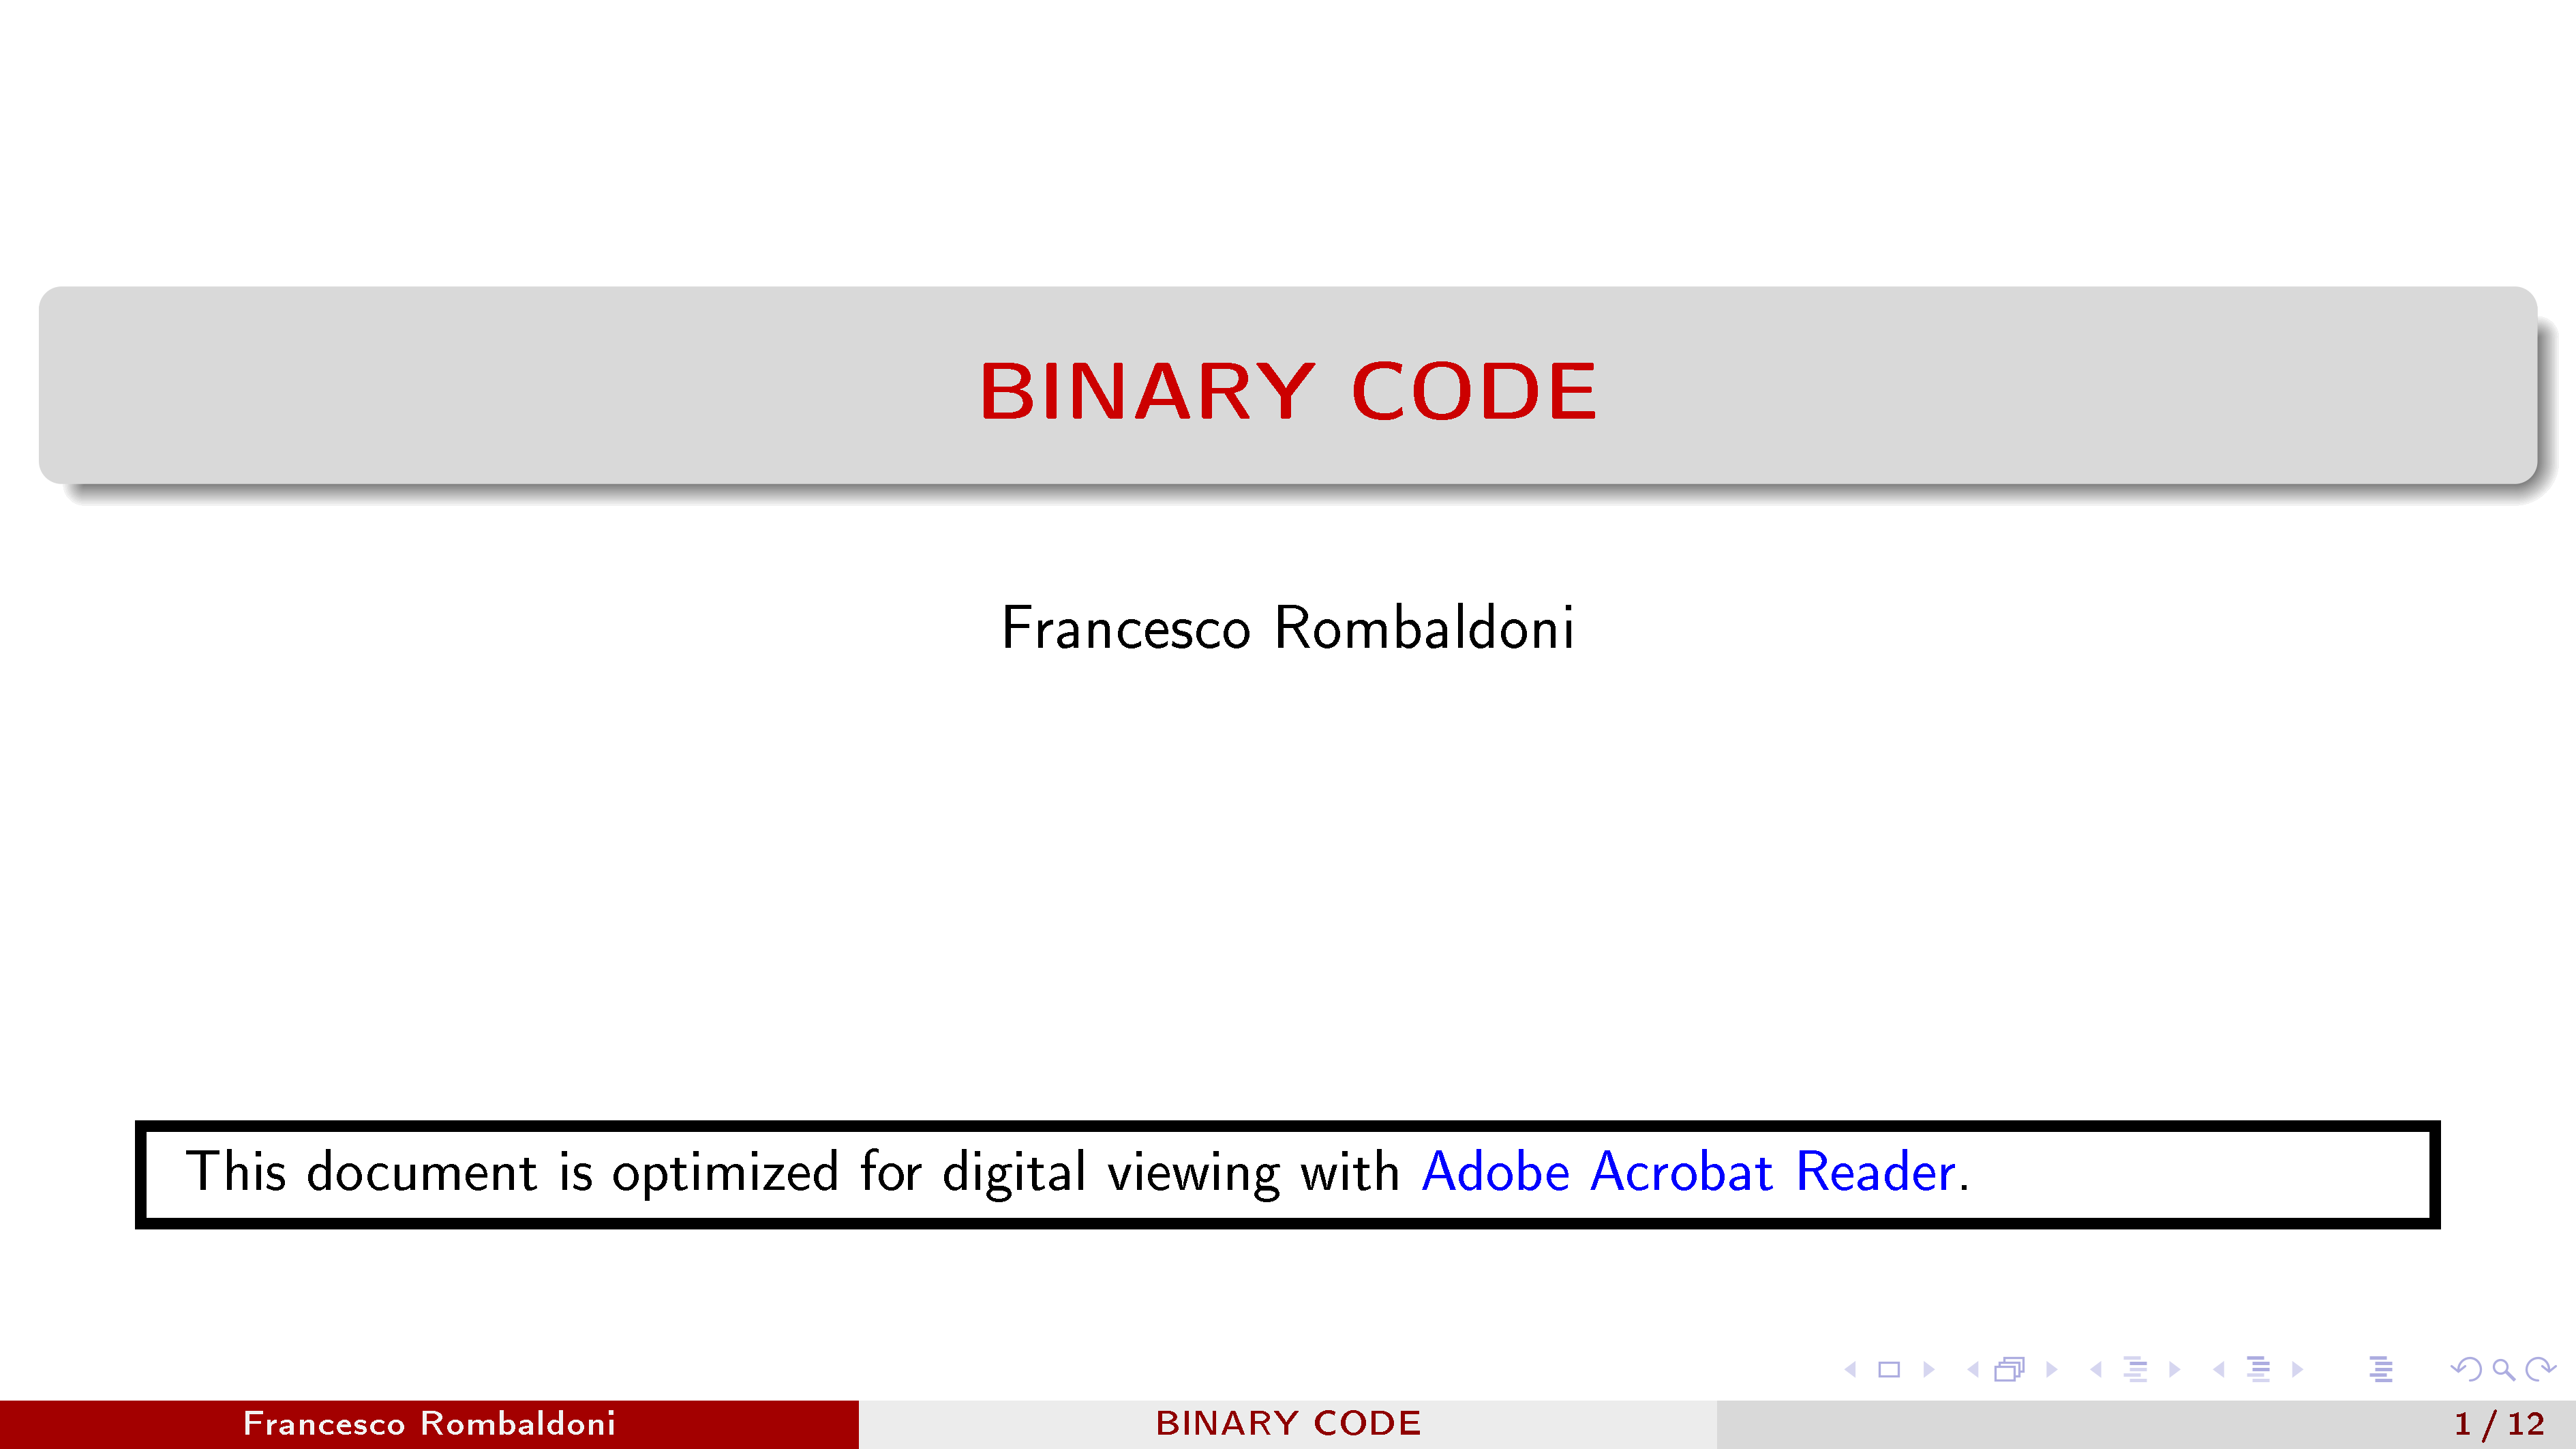 BINARY CODE
Francesco Rombaldoni
This document is optimized for digital viewing with Adobe Acrobat Reader.
Francesco Rombaldoni
BINARY CODE
1 / 12